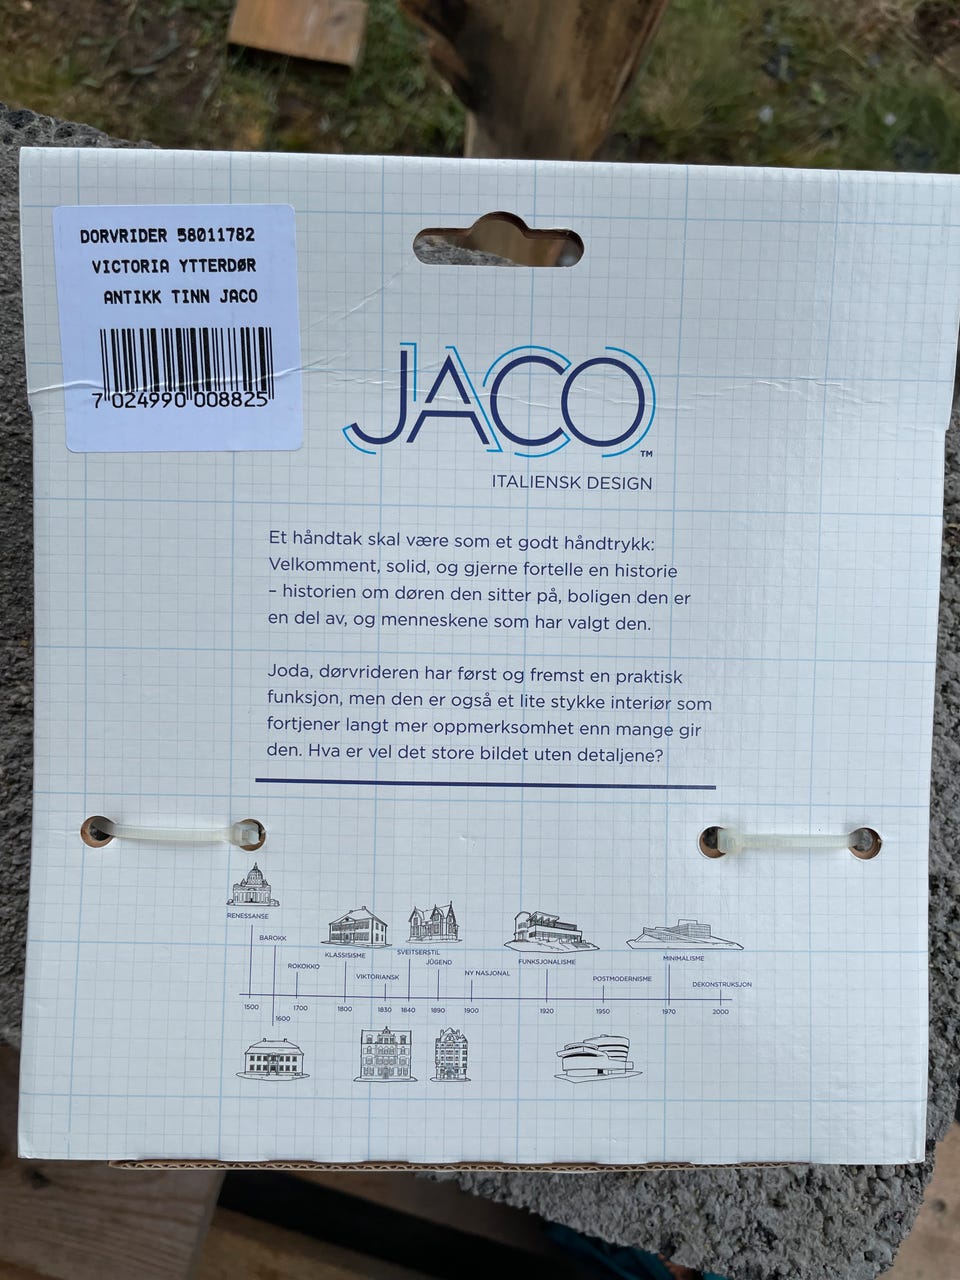 DORVRIDER 58011782
VICTORIA YTTERDØR
ANTIKK TINN JACO
7 024990 008825
JACO™
ITALIENSK DESIGN
Et håndtak skal være som et godt håndtrykk:
Velkomment, solid, og gjerne fortelle en historie
– historien om døren den sitter på, boligen den er
en del av, og menneskene som har valgt den.
Joda, dørvrideren har først og fremst en praktisk
funksjon, men den er også et lite stykke interiør som
fortjener langt mer oppmerksomhet enn mange gir
den. Hva er vel det store bildet uten detaljene?
RENESSANSE
BAROKK
ROKOKKO
KLASSISISME
VIKTORIANSK
SVEITSERSTIL
JÜGEND
NY NASJONAL
FUNKSJONALISME
POSTMODERNISME
MINIMALISME
DEKONSTRUKSJON
1500
1600
1700
1800
1830
1840
1890
1900
1920
1950
1970
2000